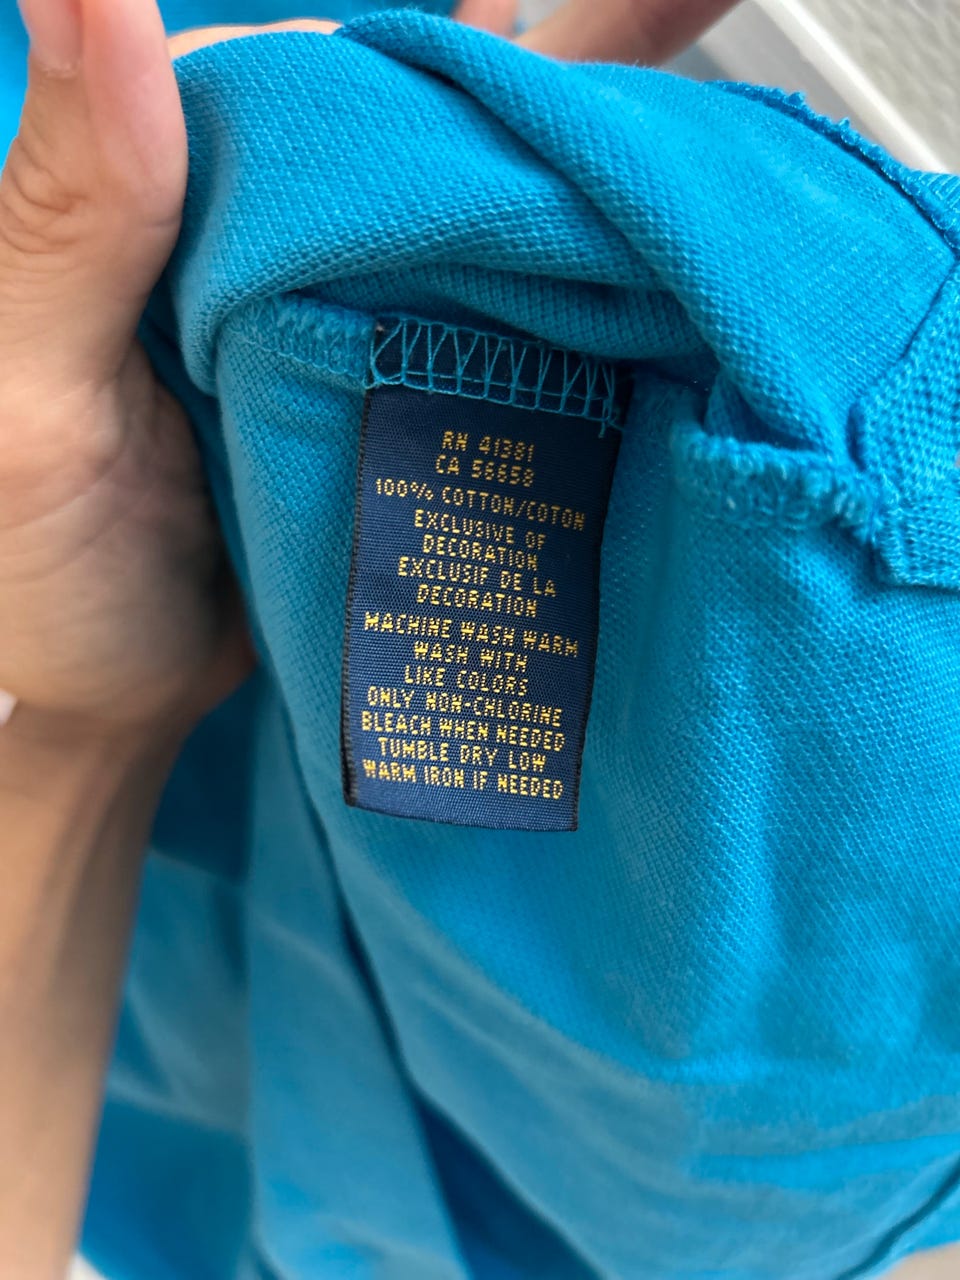 RN 41381
CA 56658
100% COTTON/COTON
EXCLUSIVE OF
DECORATION
EXCLUSIF DE LA
DECORATION
MACHINE WASH WARM
WASH WITH
LIKE COLORS
ONLY NON-CHLORINE
BLEACH WHEN NEEDED
TUMBLE DRY LOW
WARM IRON IF NEEDED